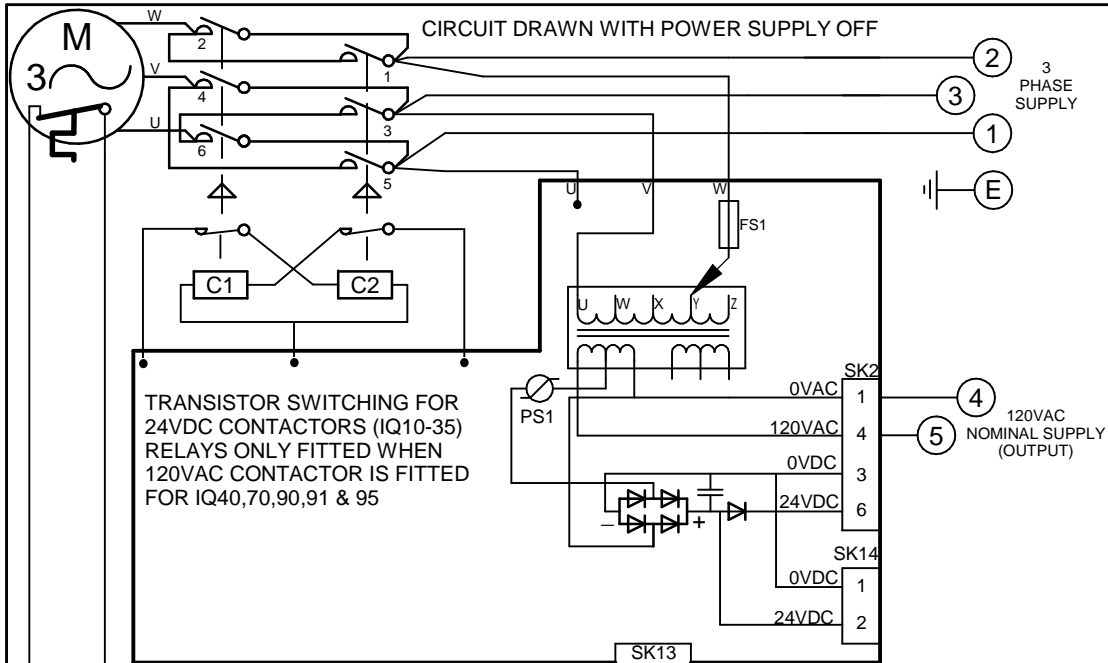 CIRCUIT DRAWN WITH POWER SUPPLY OFF
M
3
W
V
U
2
4
6
1
3
5
2
3
1
E
3
PHASE
SUPPLY
C1
C2
U
V
W
FS1
U
W
X
Y
Z
PS1
TRANSISTOR SWITCHING FOR
24VDC CONTACTORS (IQ10-35)
RELAYS ONLY FITTED WHEN
120VAC CONTACTOR IS FITTED
FOR IQ40,70,90,91 & 95
SK2
0VAC 1
120VAC 4
0VDC 3
24VDC 6
4
5
120VAC
NOMINAL SUPPLY
(OUTPUT)
− +
SK14
0VDC 1
24VDC 2
SK13